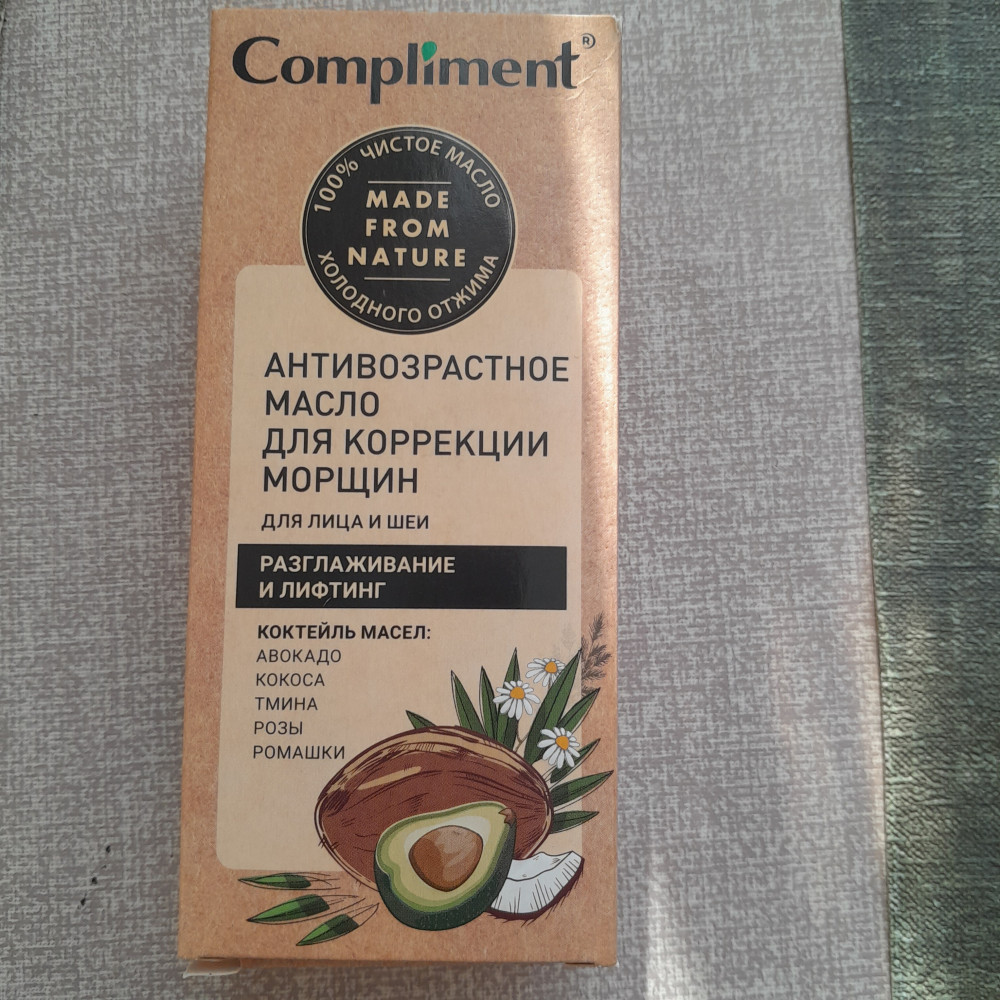 Compliment®
100% ЧИСТОЕ МАСЛО
MADE
FROM
NATURE
ХОЛОДНОГО ОТЖИМА
АНТИВОЗРАСТНОЕ
МАСЛО
ДЛЯ КОРРЕКЦИИ
МОРЩИН
ДЛЯ ЛИЦА И ШЕИ
РАЗГЛАЖИВАНИЕ
И ЛИФТИНГ
КОКТЕЙЛЬ МАСЕЛ:
АВОКАДО
КОКОСА
ТМИНА
РОЗЫ
РОМАШКИ